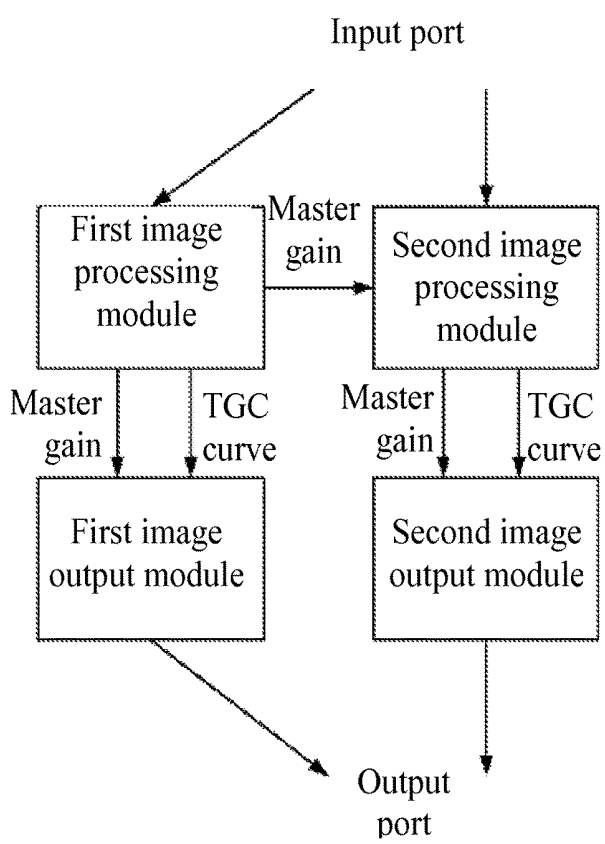 Input port
First image
processing
module
Master
gain
Second image
processing
module
Master
gain
TGC
curve
Master
gain
TGC
curve
First image
output module
Second image
output module
Output
port